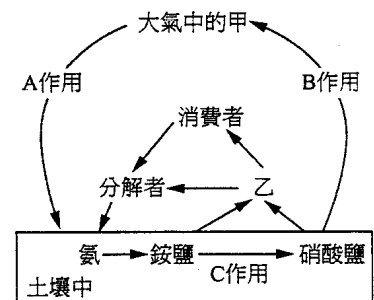 大氣中的甲
A作用
B作用
消費者
分解者
乙
氨
銨鹽
硝酸鹽
C作用
土壤中